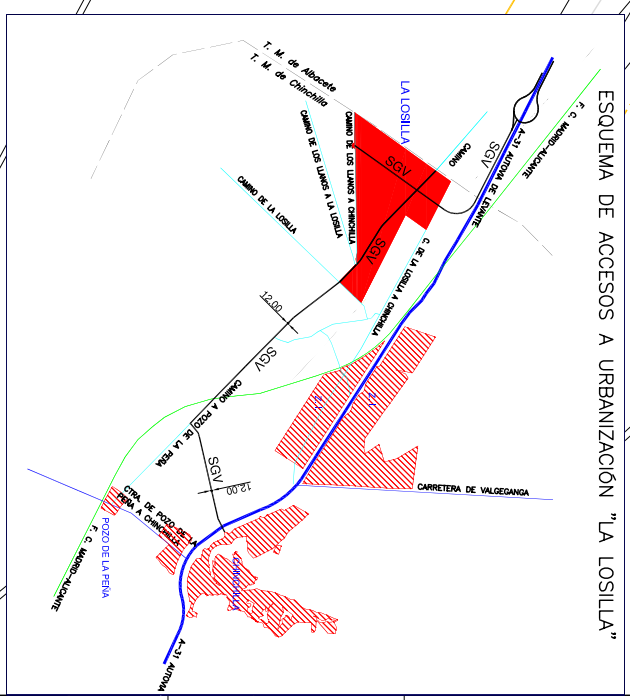 ESQUEMA DE ACCESOS A URBANIZACIÓN "LA LOSILLA"
T. M. de Albacete
T. M. de Chinchilla
LA LOSILLA
F. C. MADRID-ALICANTE
A-31 AUTOVIA DE LEVANTE
SGV
CAMINO
SGV
CAMINO DE LOS LLANOS A CHINCHILLA
CAMINO DE LOS LLANOS A LA LOSILLA
CAMINO DE LA LOSILLA
SGV
C. DE LA LOSILLA A CHINCHILLA
12.00
SGV
Z.I.
Z.I.
CAMINO A POZO DE LA PEÑA
SGV
12.00
CARRETERA DE VALGEGANGA
CTRA. DE POZO DE LA
PEÑA A CHINCHILLA
POZO DE LA PEÑA
CHINCHILLA
F. C. MADRID-ALICANTE
A-31 AUTOVIA